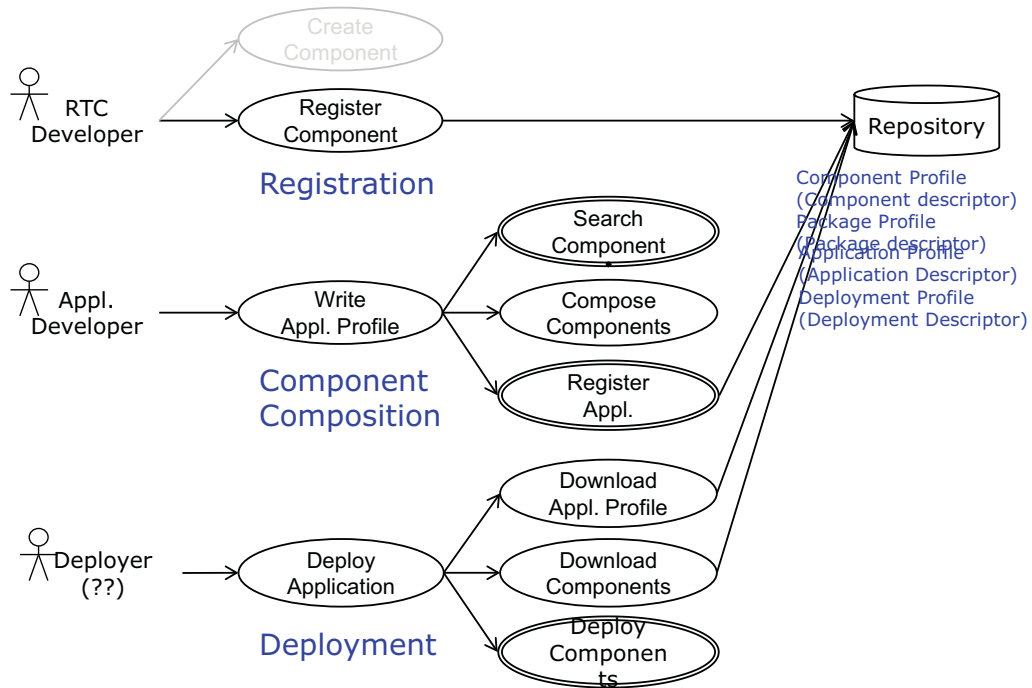 Create
Component
RTC
Developer
Register
Component
Repository
Registration
Component Profile
(Component descriptor)
Package Profile
(Package descriptor)
Application Profile
(Application Descriptor)
Deployment Profile
(Deployment Descriptor)
Search
Component
Appl.
Developer
Write
Appl. Profile
Compose
Components
Component
Composition
Register
Appl.
Download
Appl. Profile
Deployer
(??)
Deploy
Application
Download
Components
Deployment
Deploy
Componen
ts